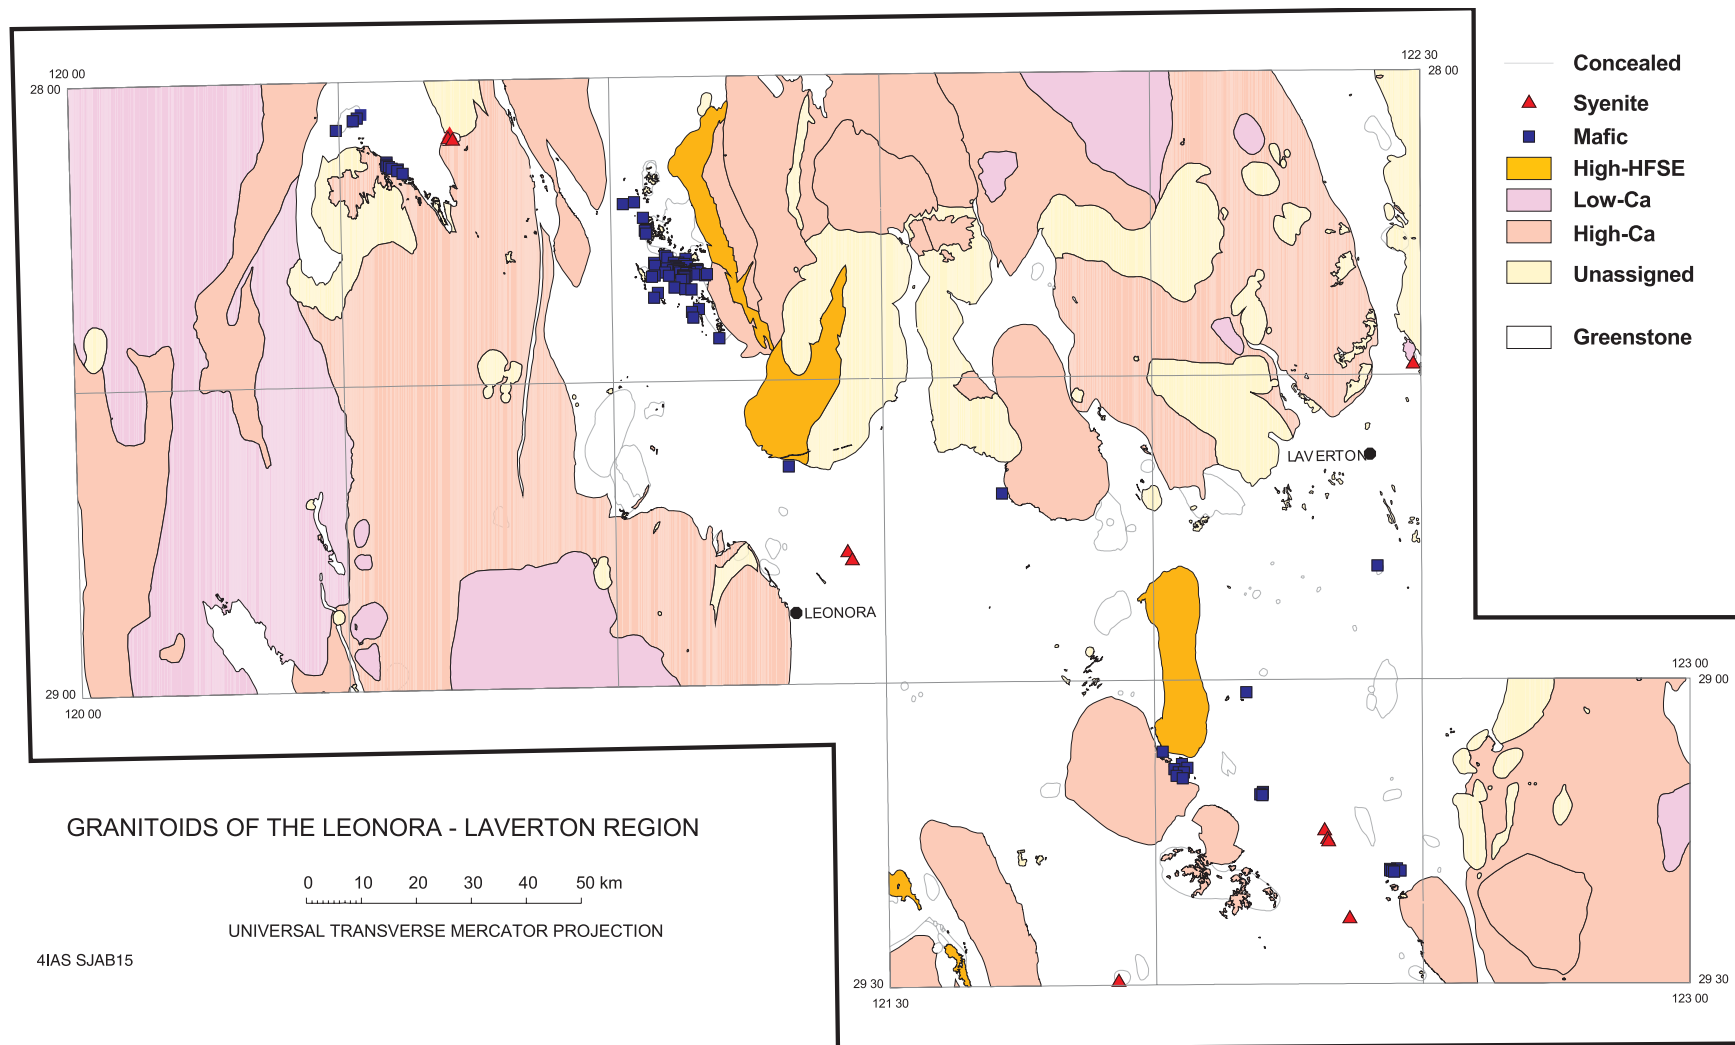 122 30
120 00
28 00
28 00
Concealed
Syenite
Mafic
High-HFSE
Low-Ca
High-Ca
Unassigned
Greenstone
LAVERTON
LEONORA
29 00
120 00
123 00
29 00
GRANITOIDS OF THE LEONORA - LAVERTON REGION
0 10 20 30 40 50 km
UNIVERSAL TRANSVERSE MERCATOR PROJECTION
4IAS SJAB15
29 30
121 30
29 30
123 00